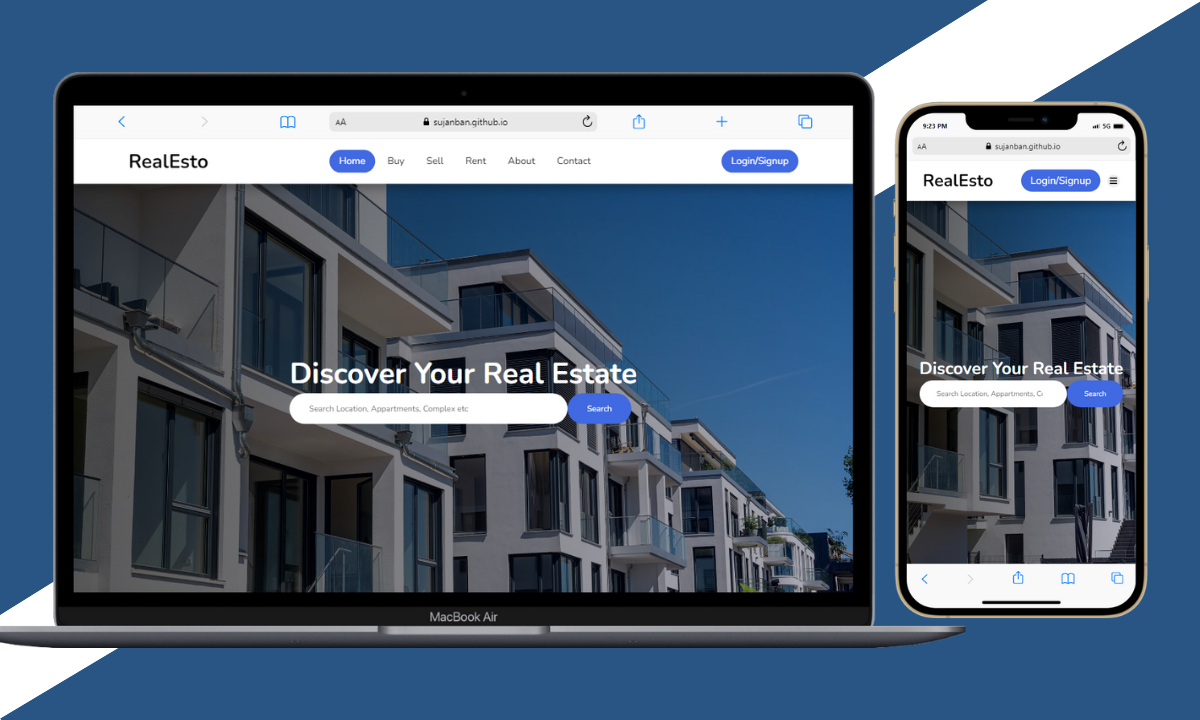 AA sujanban.github.io
RealEsto Home Buy Sell Rent About Contact Login/Signup
Discover Your Real Estate
Search Location, Appartments, Complex etc Search
MacBook Air
9:23 PM 5G
AA sujanban.github.io
RealEsto Login/Signup
Discover Your Real Estate
Search Location, Appartments, C Search